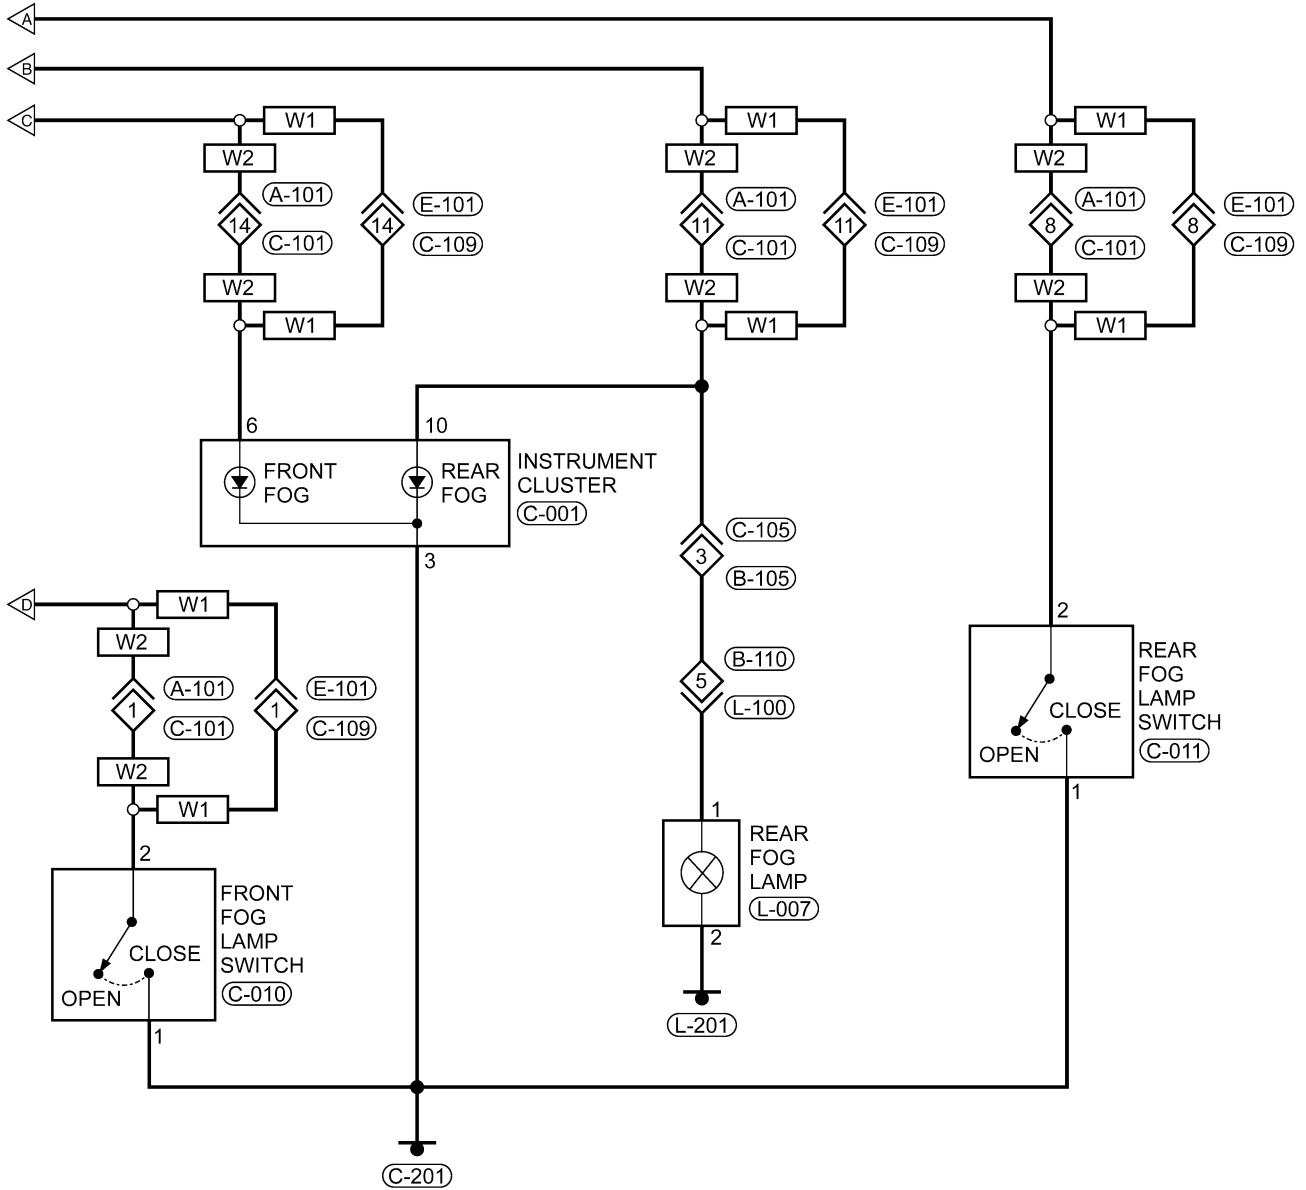 A
B
C
W1
W1
W1
W2
W2
W2
A-101
14
C-101
14
E-101
C-109
A-101
11
C-101
11
E-101
C-109
A-101
8
C-101
8
E-101
C-109
W2
W2
W2
W1
W1
W1
6
10
FRONT
FOG
REAR
FOG
INSTRUMENT
CLUSTER
C-001
3
C-105
3
B-105
D
W1
W2
A-101
1
C-101
1
E-101
C-109
W2
W1
B-110
5
L-100
2
REAR
FOG
LAMP
SWITCH
C-011
CLOSE
OPEN
1
1
REAR
FOG
LAMP
L-007
2
L-201
2
FRONT
FOG
LAMP
SWITCH
C-010
CLOSE
OPEN
1
C-201